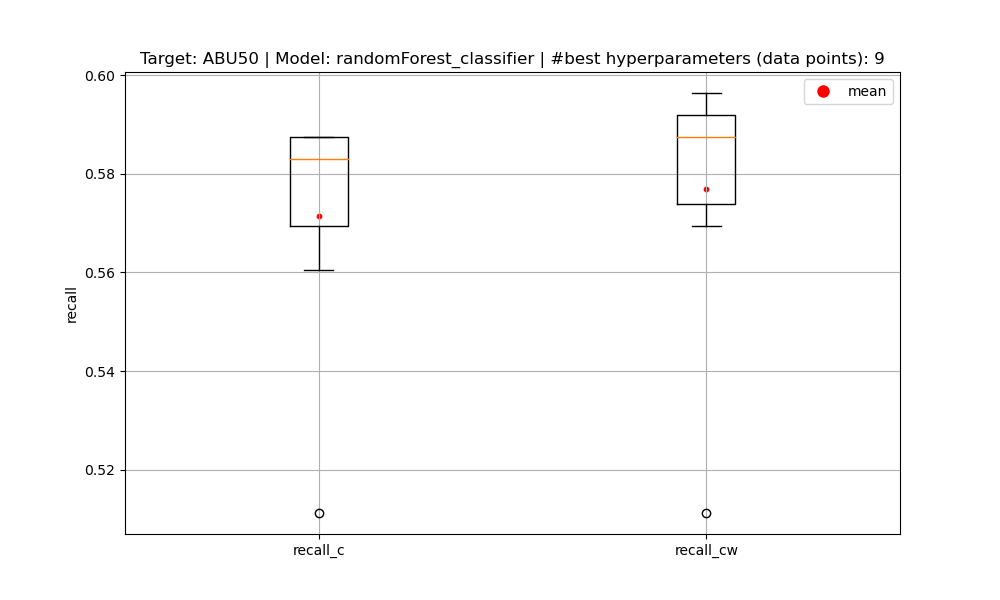 Target: ABU50 | Model: randomForest_classifier | #best hyperparameters (data points): 9
mean
0.60
0.58
0.56
0.54
0.52
recall
recall_c
recall_cw